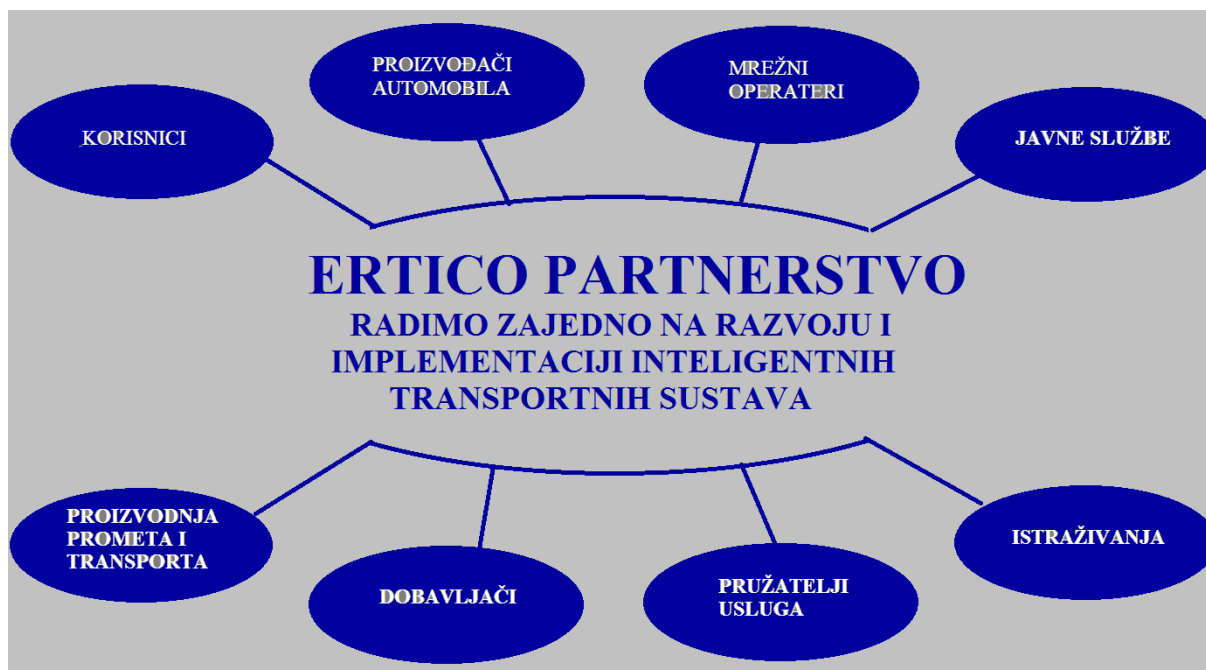 PROIZVOĐAČI
AUTOMOBILA
MREŽNI
OPERATERI
KORISNICI
JAVNE SLUŽBE
ERTICO PARTNERSTVO
RADIMO ZAJEDNO NA RAZVOJU I
IMPLEMENTACIJI INTELIGENTNIH
TRANSPORTNIH SUSTAVA
PROIZVODNJA
PROMETA I
TRANSPORTA
DOBAVLJAČI
PRUŽATELJI
USLUGA
ISTRAŽIVANJA